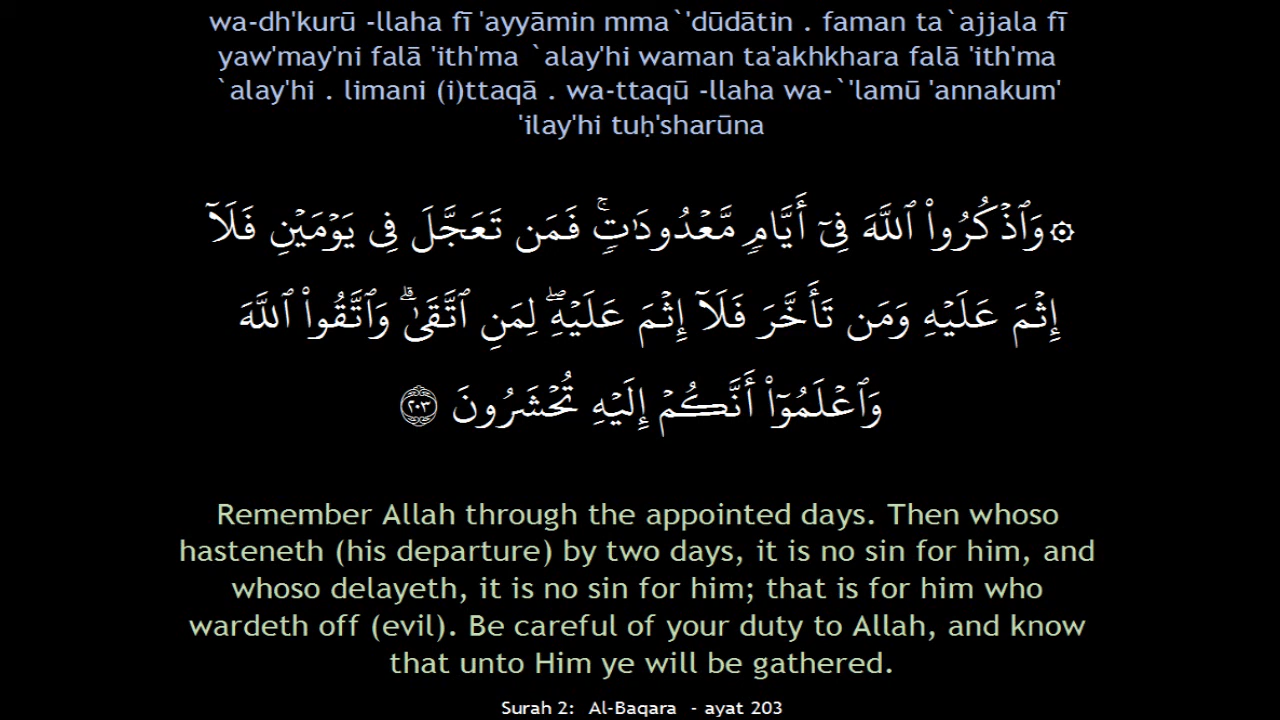 wa-dh'kurū -llaha fī 'ayyāmin mma`'dūdātin . faman ta`ajjala fī
yaw'may'ni falā 'ith'ma `alay'hi waman ta'akhkhara falā 'ith'ma
`alay'hi . limani (i)ttaqā . wa-ttaqū -llaha wa-`'lamū 'annakum'
'ilay'hi tuḥ'sharūna
۞ وَٱذۡكُرُواْ ٱللَّهَ فِىٓ أَيَّامٍ۬ مَّعۡدُودَٲتٍ۬‌ۚ فَمَن تَعَجَّلَ فِى يَوۡمَيۡنِ فَلَآ
إِثۡمَ عَلَيۡهِ وَمَن تَأَخَّرَ فَلَآ إِثۡمَ عَلَيۡهِ‌ۖ لِمَنِ ٱتَّقَىٰ‌ۗ وَٱتَّقُواْ ٱللَّهَ
وَٱعۡلَمُوٓاْ أَنَّڪُمۡ إِلَيۡهِ تُحۡشَرُونَ ٢٠٣
Remember Allah through the appointed days. Then whoso
hasteneth (his departure) by two days, it is no sin for him, and
whoso delayeth, it is no sin for him; that is for him who
wardeth off (evil). Be careful of your duty to Allah, and know
that unto Him ye will be gathered.
Surah 2: Al-Baqara - ayat 203